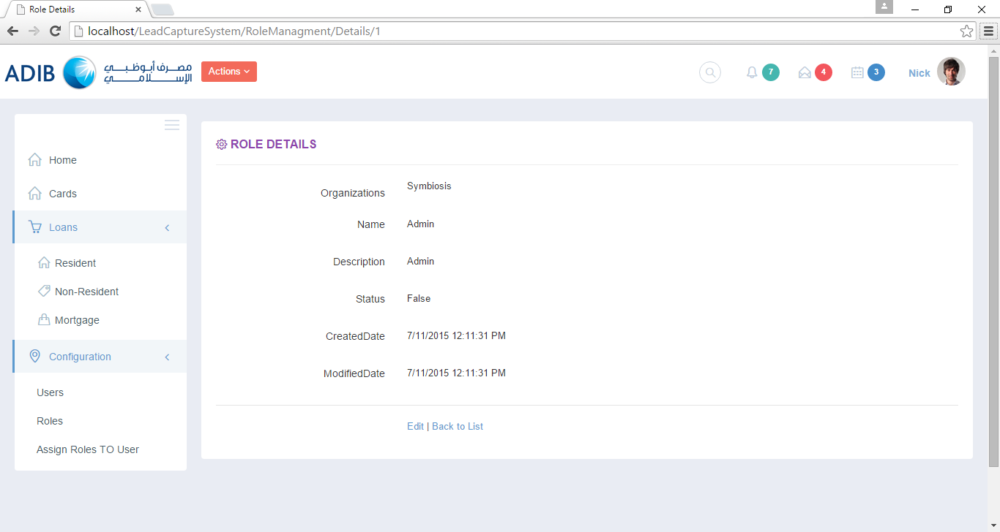 Role Details
localhost/LeadCaptureSystem/RoleManagment/Details/1
ADIB
مصرف أبوظبي
الإسلامي
Actions
7
4
3
Nick
Home
Cards
Loans
Resident
Non-Resident
Mortgage
Configuration
Users
Roles
Assign Roles TO User
ROLE DETAILS
Organizations Symbiosis
Name Admin
Description Admin
Status False
CreatedDate 7/11/2015 12:11:31 PM
ModifiedDate 7/11/2015 12:11:31 PM
Edit | Back to List